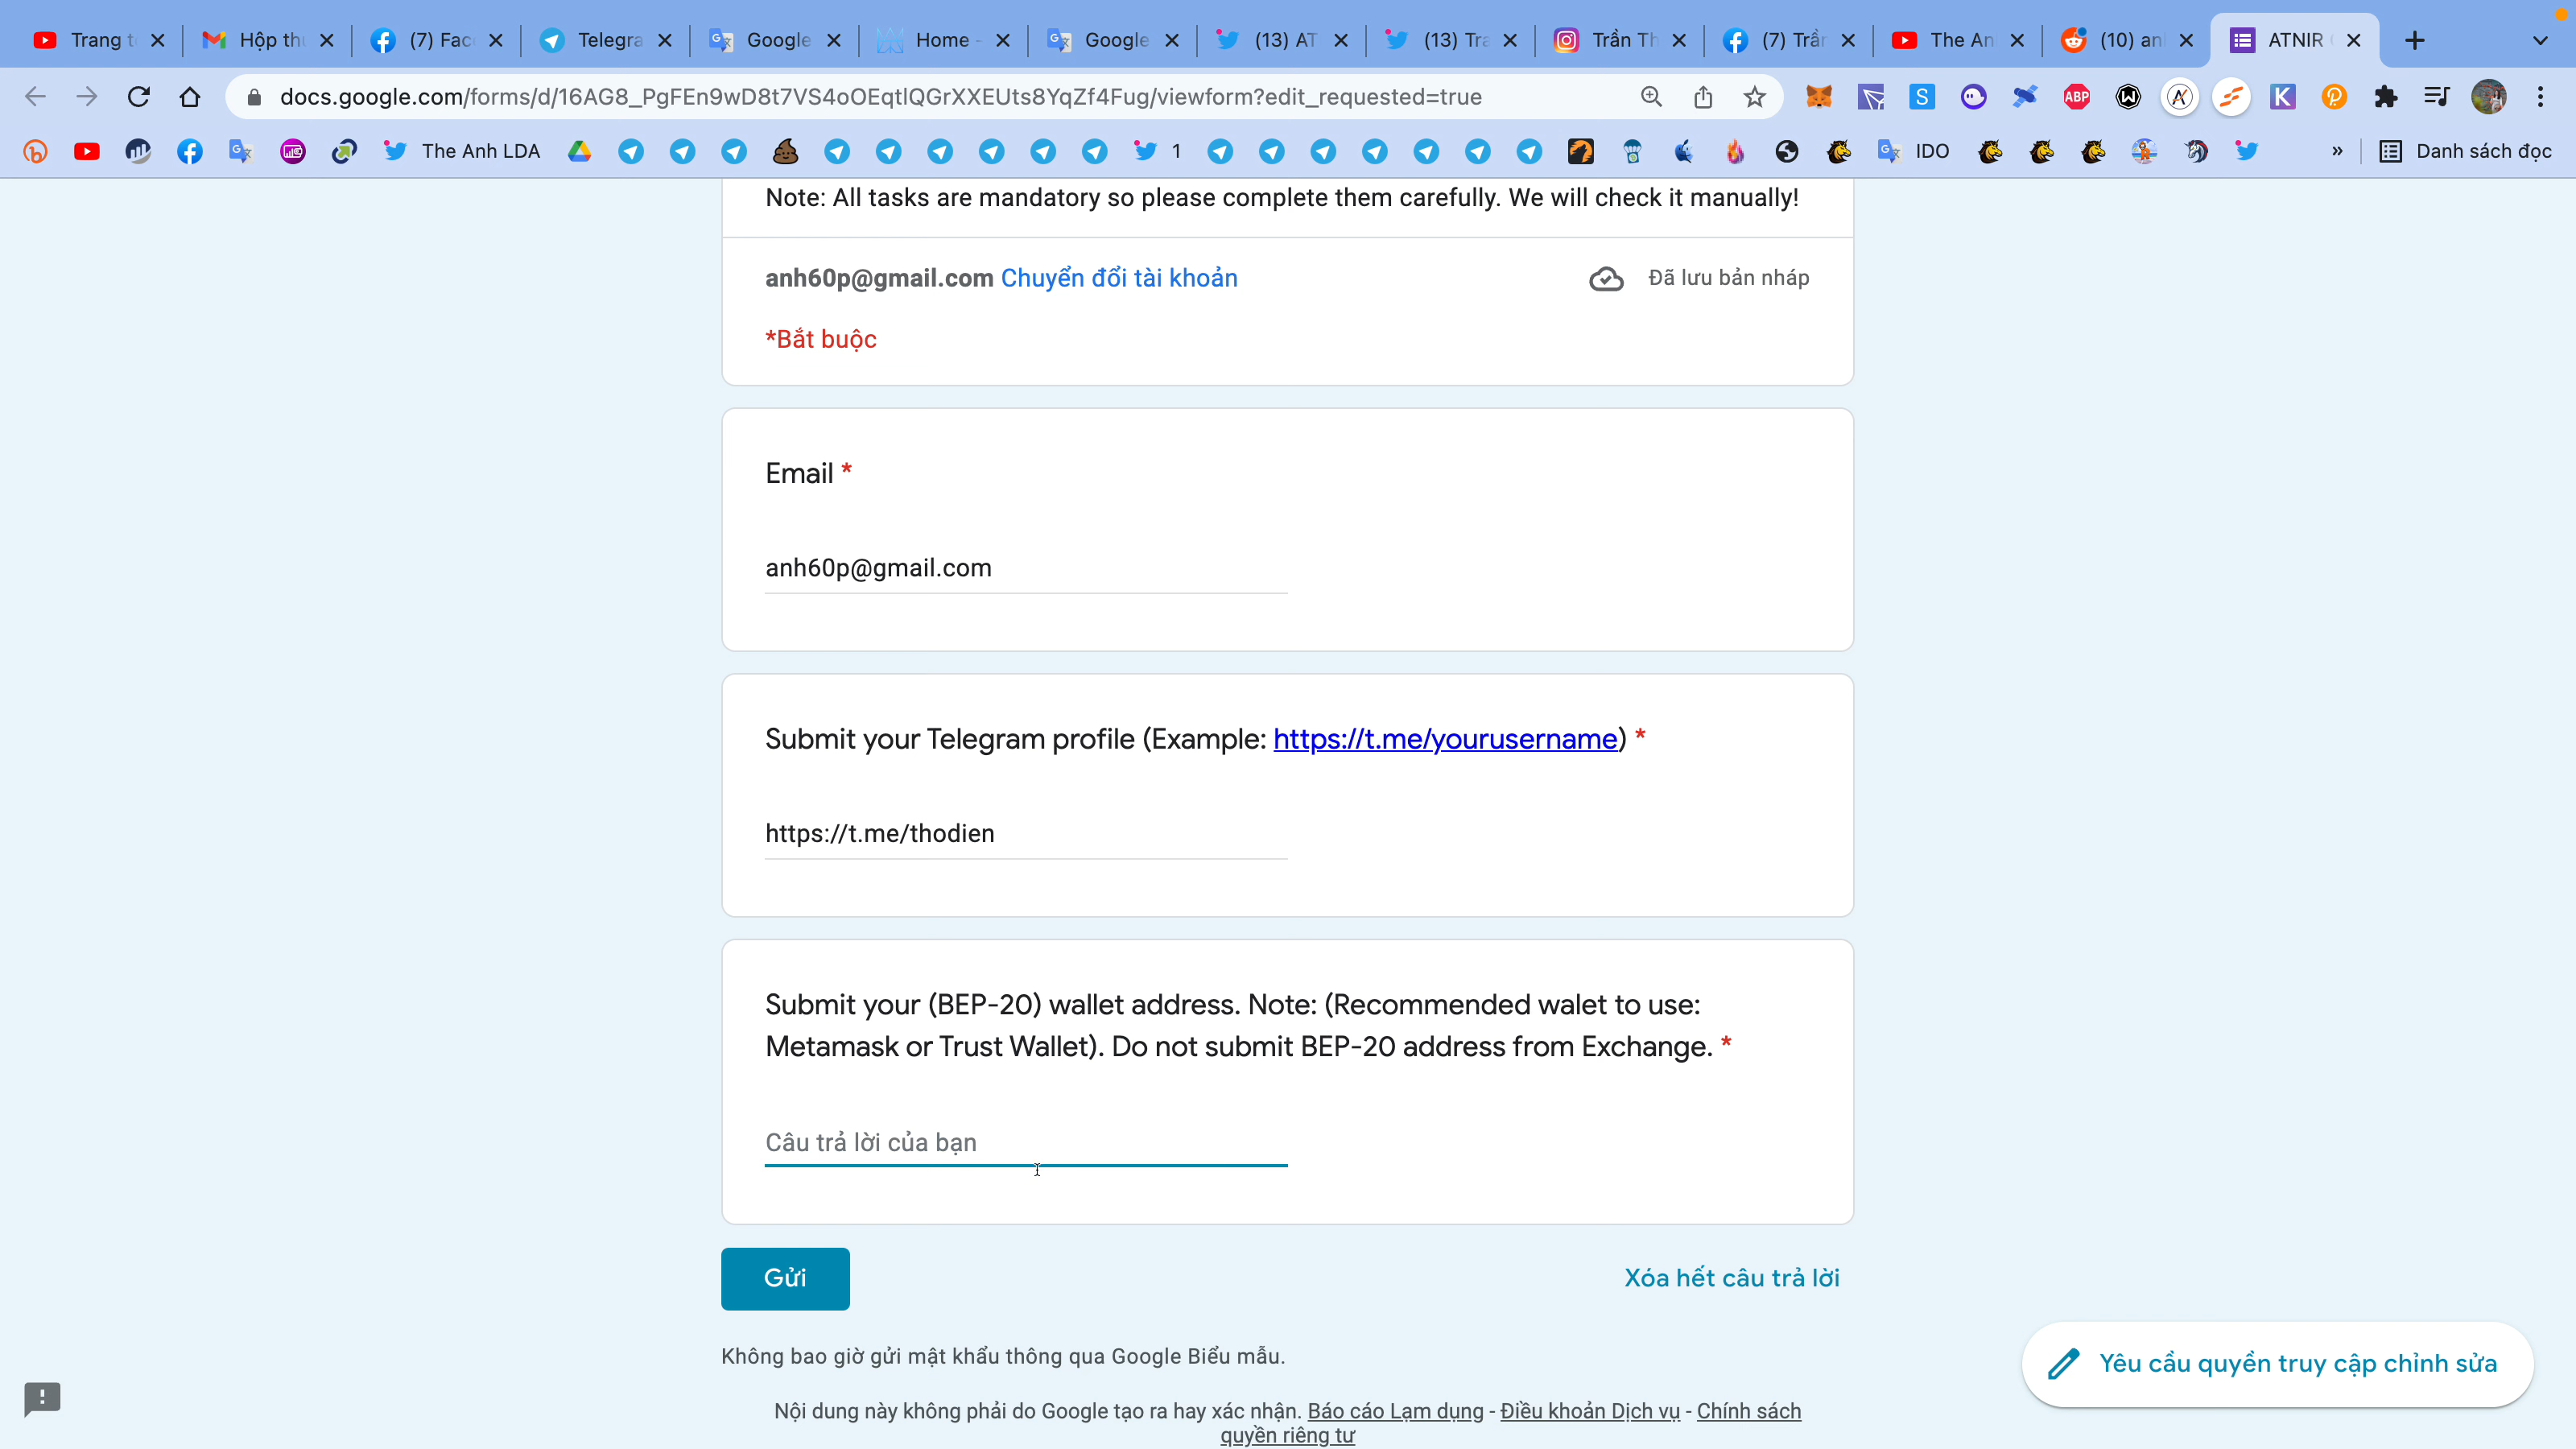 Trang t
Hộp th
(7) Fac
Telegra
Google
Home -
Google
(13) AT
(13) Tra
Trần Th
(7) Trầ
The An
(10) an
ATNIR
docs.google.com/forms/d/16AG8_PgFEn9wD8t7VS4oOEqtlQGrXXEUts8YqZf4Fug/viewform?edit_requested=true
The Anh LDA
1
IDO
»
Danh sách đọc
Note: All tasks are mandatory so please complete them carefully. We will check it manually!
anh60p@gmail.com Chuyển đổi tài khoản
Đã lưu bản nháp
*Bắt buộc
Email *
anh60p@gmail.com
Submit your Telegram profile (Example: https://t.me/yourusername) *
https://t.me/thodien
Submit your (BEP-20) wallet address. Note: (Recommended walet to use:
Metamask or Trust Wallet). Do not submit BEP-20 address from Exchange. *
Câu trả lời của bạn
Gửi
Xóa hết câu trả lời
Không bao giờ gửi mật khẩu thông qua Google Biểu mẫu.
Yêu cầu quyền truy cập chỉnh sửa
Nội dung này không phải do Google tạo ra hay xác nhận. Báo cáo Lạm dụng - Điều khoản Dịch vụ - Chính sách
quyền riêng tư